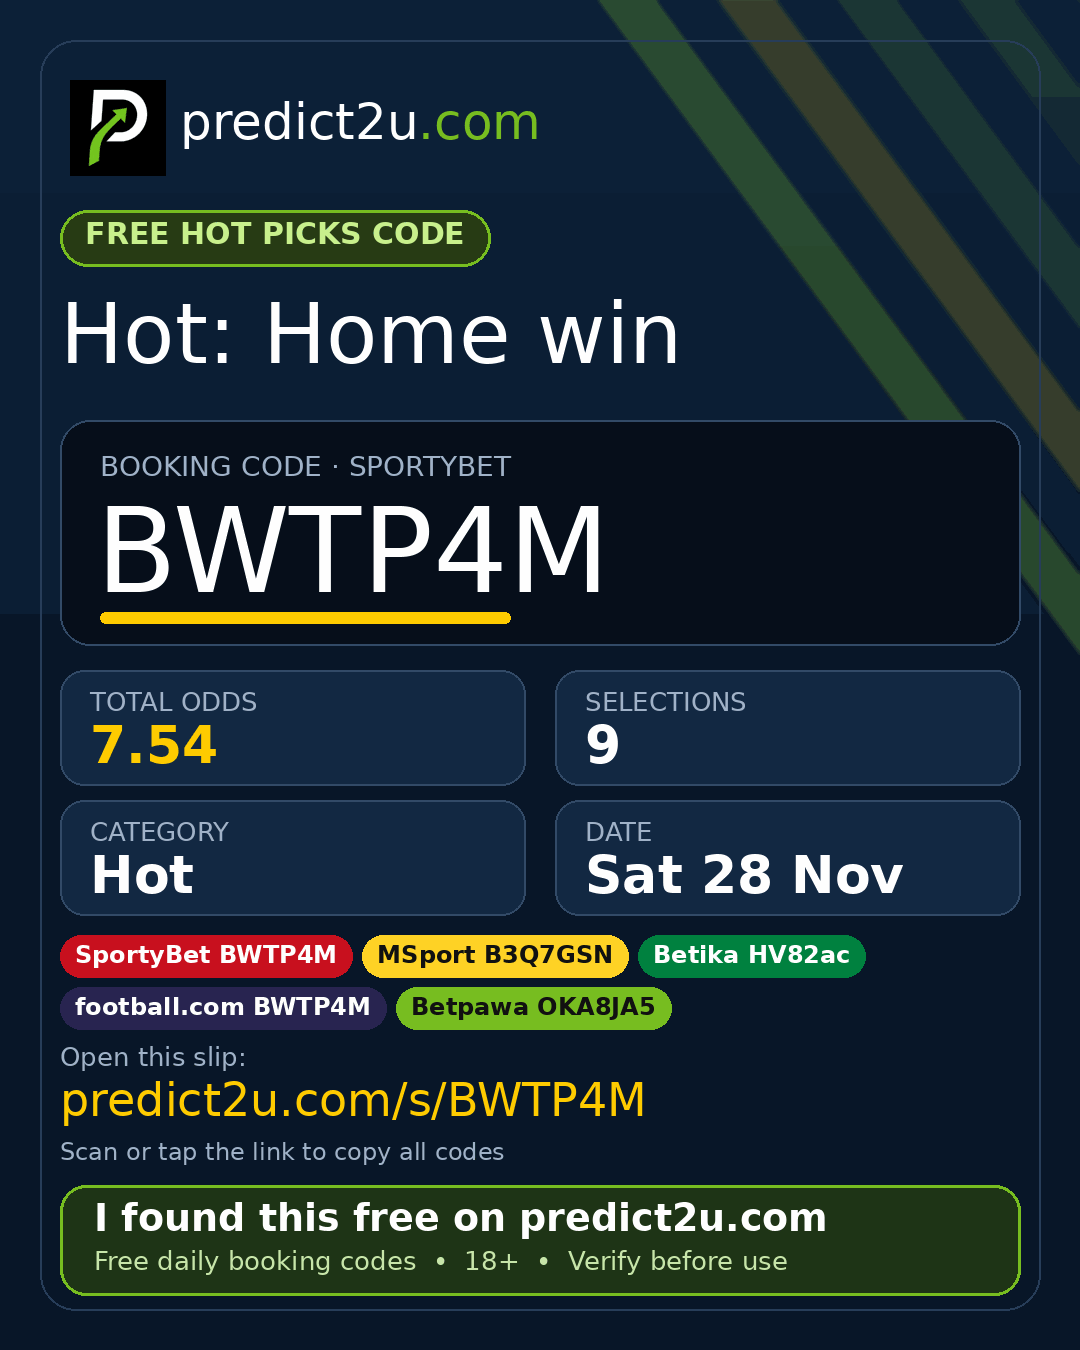 predict2u.com
FREE HOT PICKS CODE
Hot: Home win
BOOKING CODE · SPORTYBET
BWTP4M
TOTAL ODDS
7.54
SELECTIONS
9
CATEGORY
Hot
DATE
Sat 28 Nov
SportyBet BWTP4M
MSport B3Q7GSN
Betika HV82ac
football.com BWTP4M
Betpawa OKA8JA5
Open this slip:
predict2u.com/s/BWTP4M
Scan or tap the link to copy all codes
I found this free on predict2u.com
Free daily booking codes • 18+ • Verify before use